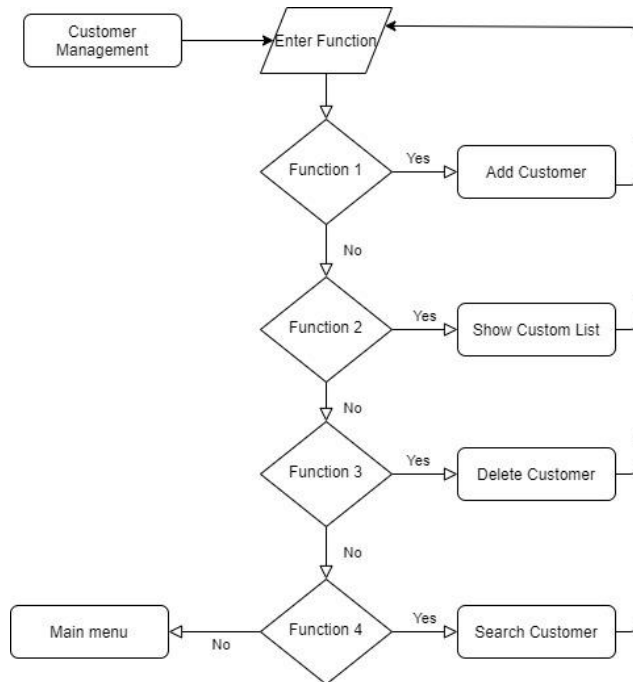 Customer
Management
Enter Function
Function 1
Yes
Add Customer
No
Function 2
Yes
Show Custom List
No
Function 3
Yes
Delete Customer
No
Main menu
No
Function 4
Yes
Search Customer